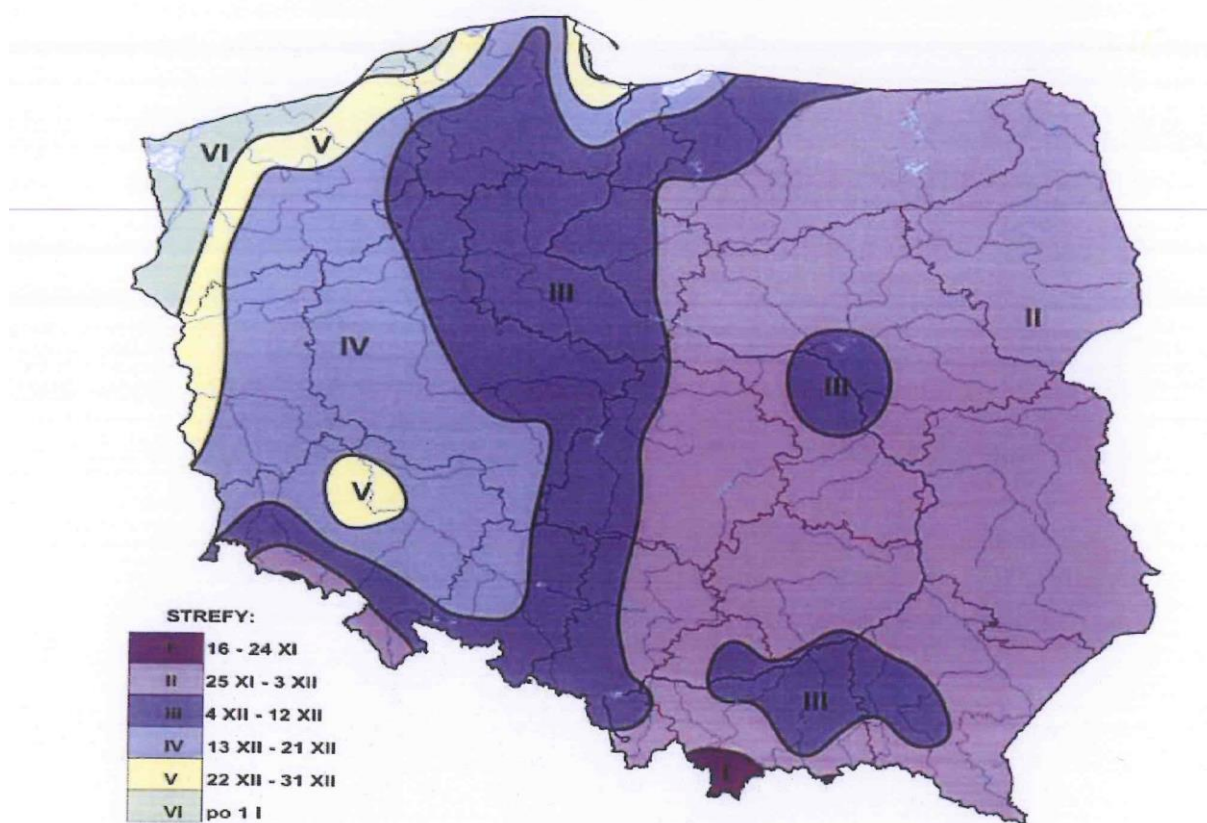 VI
V
III
IV
II
III
V
III
I
STREFY:
I 16 - 24 XI
II 25 XI - 3 XII
III 4 XII - 12 XII
IV 13 XII - 21 XII
V 22 XII - 31 XII
VI po 1 I